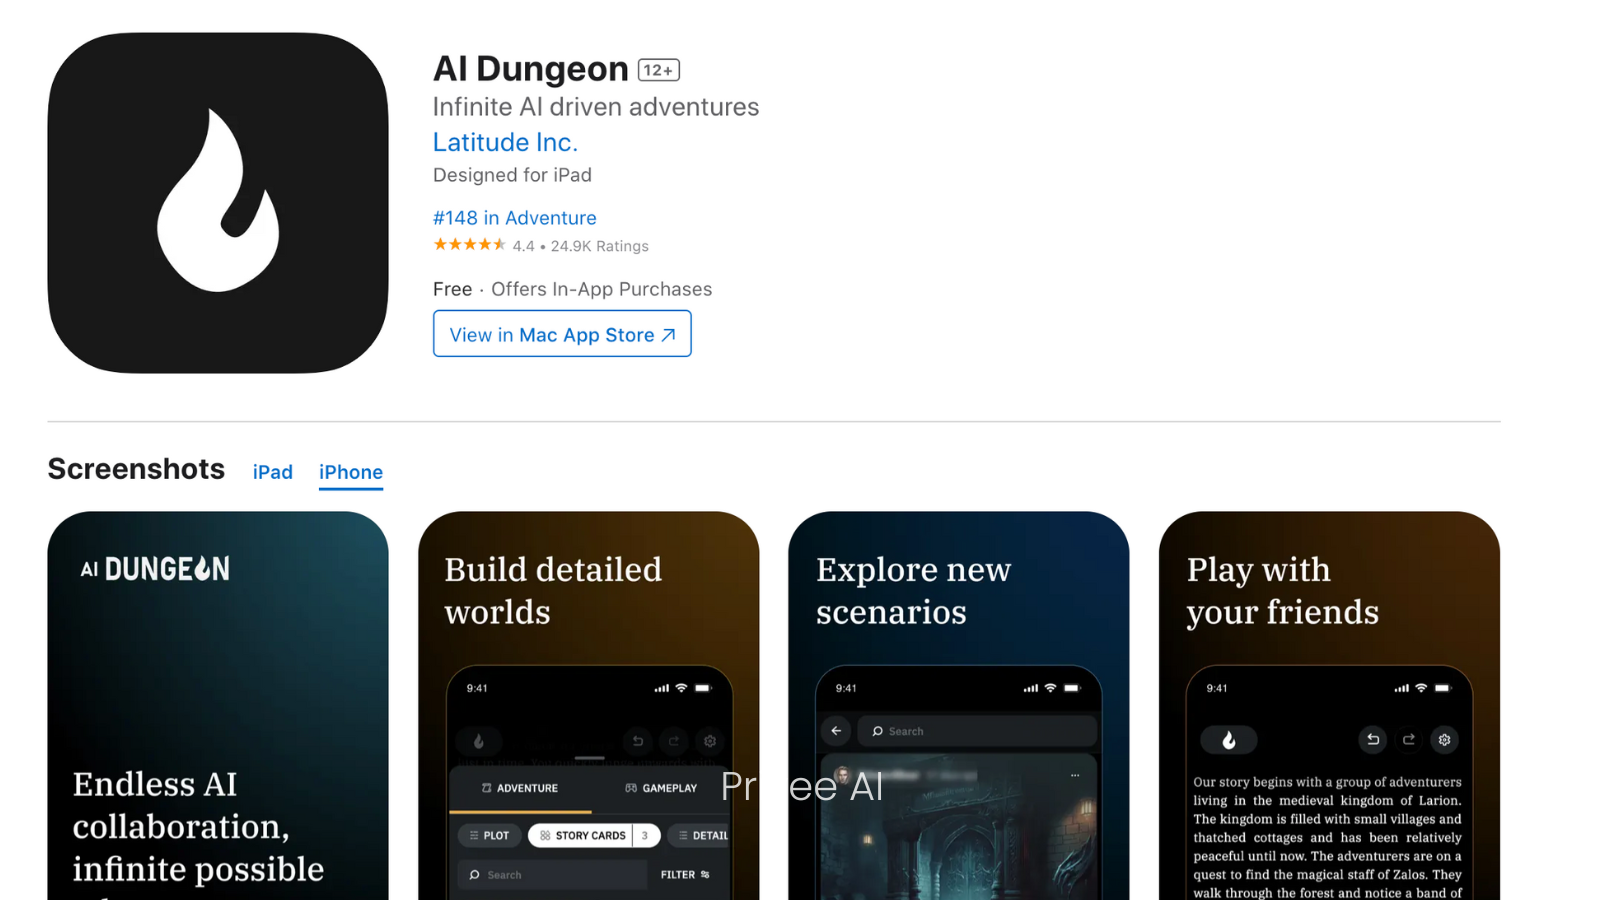 AI Dungeon 12+
Infinite AI driven adventures
Latitude Inc.
Designed for iPad
#148 in Adventure
★★★★ 4.4 • 24.9K Ratings
Free · Offers In-App Purchases
View in Mac App Store ↗
Screenshots iPad iPhone
AI DUNGEON
Endless AI
collaboration,
infinite possible
Build detailed
worlds
9:41
ADVENTURE GAMEPLAY
PLOT STORY CARDS 3 DETAIL
Search FILTER
Explore new
scenarios
9:41
Search
Play with
your friends
9:41
Our story begins with a group of adventurers
living in the medieval kingdom of Larion.
The kingdom is filled with small villages and
thatched cottages and has been relatively
peaceful until now. The adventurers are on a
quest to find the magical staff of Zalos. They
walk through the forest and notice a band of
AI